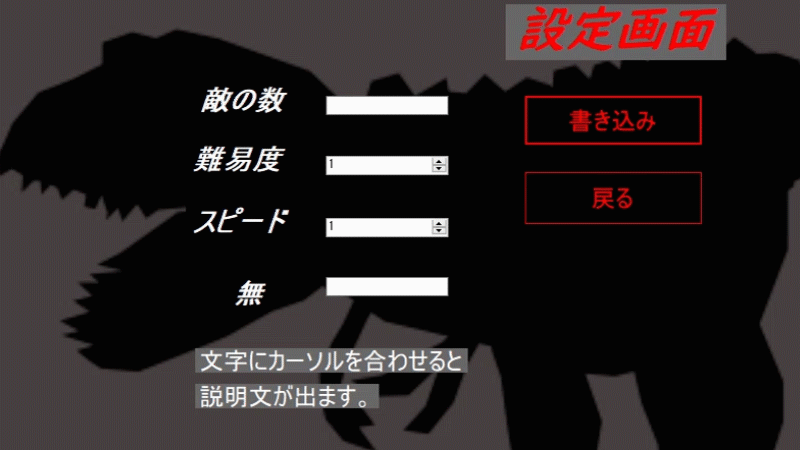 設定画面
敵の数
書き込み
難易度
1
戻る
スピード
1
無
文字にカーソルを合わせると
説明文が出ます。